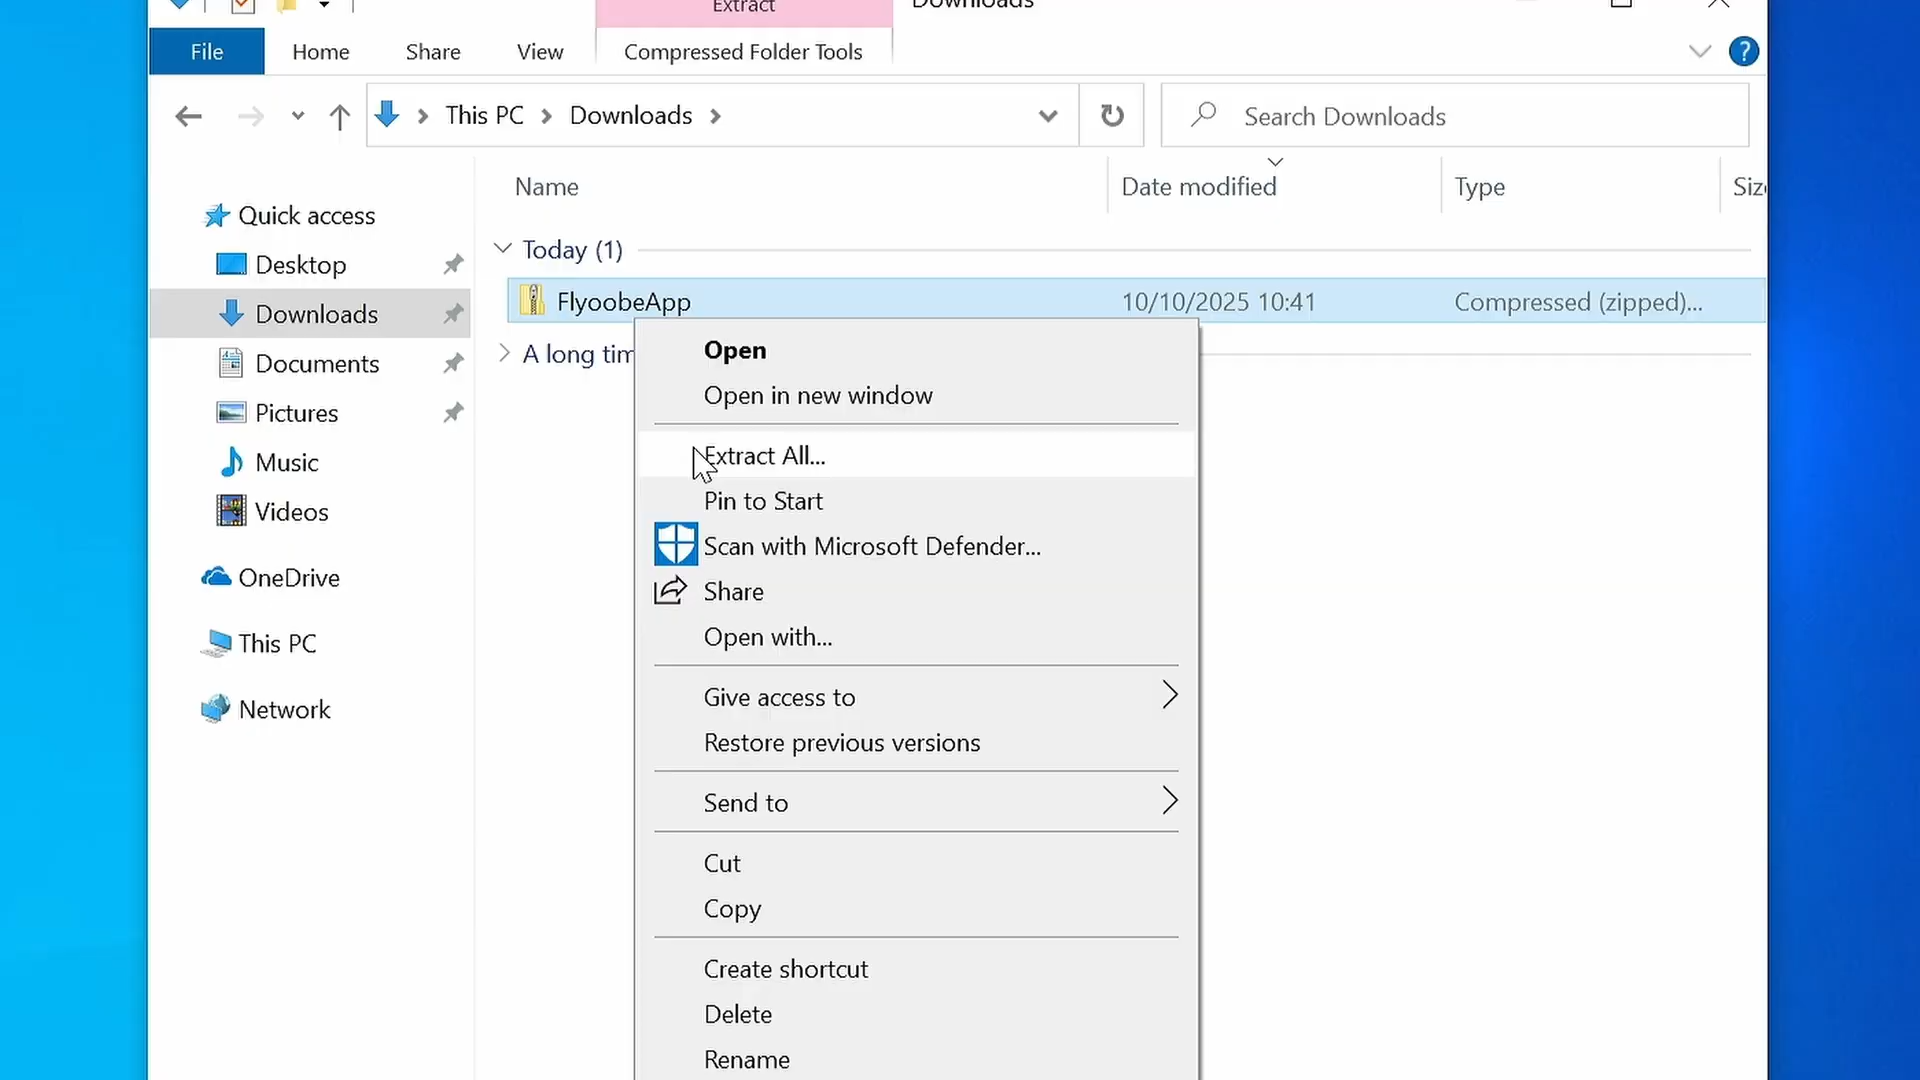 Extract
Downloads
File Home Share View Compressed Folder Tools
This PC Downloads
Search Downloads
Name Date modified Type
Quick access
Desktop
Downloads
Documents
Pictures
Music
Videos
OneDrive
This PC
Network
Today (1)
FlyoobeApp 10/10/2025 10:41 Compressed (zipped)...
A long
Open
Open in new window
Extract All...
Pin to Start
Scan with Microsoft Defender...
Share
Open with...
Give access to
Restore previous versions
Send to
Cut
Copy
Create shortcut
Delete
Rename